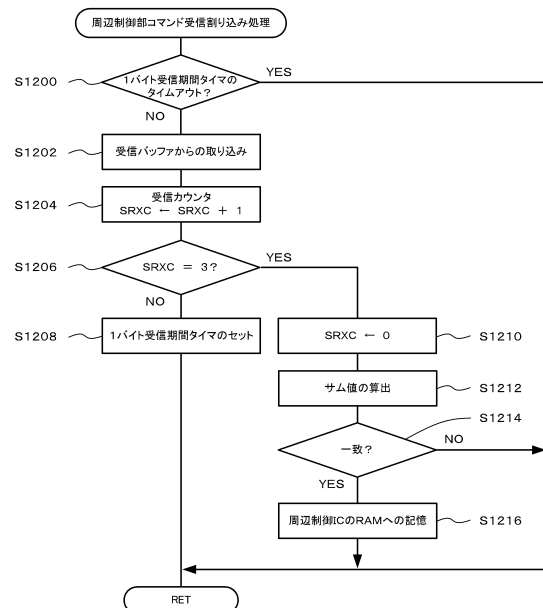 周辺制御部コマンド受信割り込み処理
S1200
1バイト受信期間タイマの
タイムアウト?
YES
NO
S1202
受信バッファからの取り込み
S1204
受信カウンタ
SRXC ← SRXC + 1
S1206
SRXC = 3?
YES
NO
S1208
1バイト受信期間タイマのセット
SRXC ← 0
S1210
サム値の算出
S1212
S1214
一致?
NO
YES
周辺制御ICのRAMへの記憶
S1216
RET